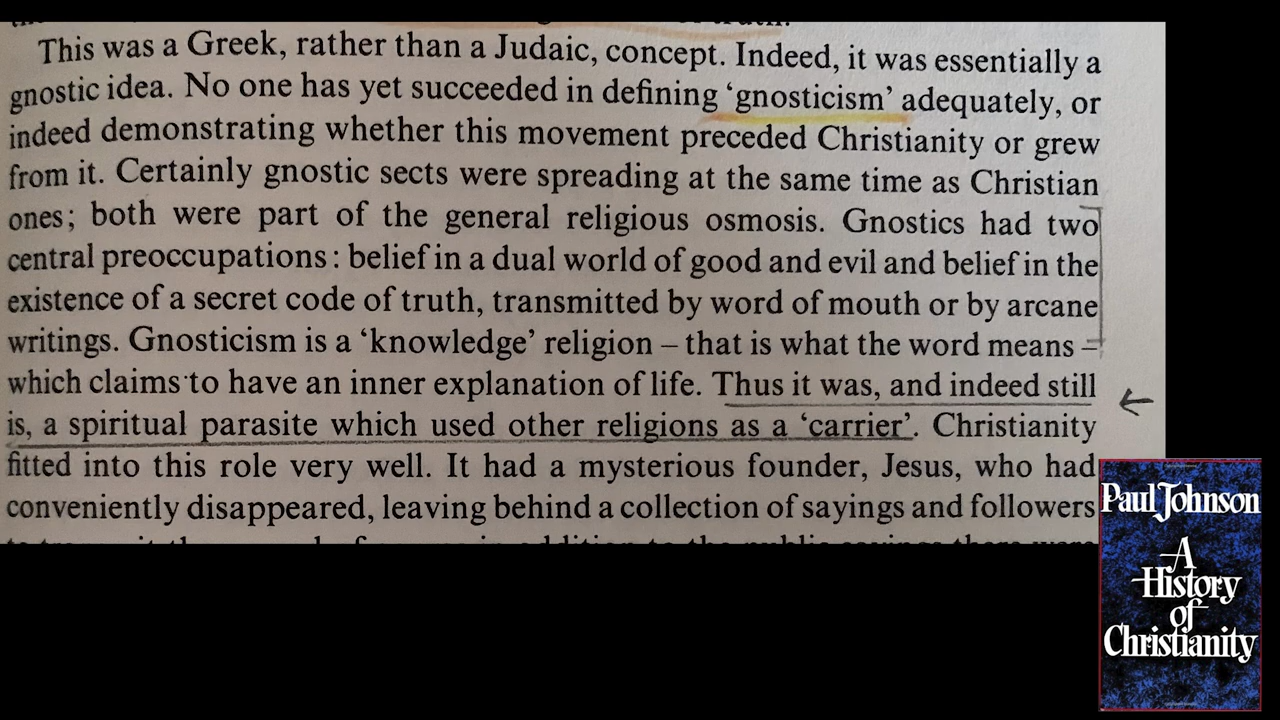 This was a Greek, rather than a Judaic, concept. Indeed, it was essentially a
gnostic idea. No one has yet succeeded in defining ‘gnosticism’ adequately, or
indeed demonstrating whether this movement preceded Christianity or grew
from it. Certainly gnostic sects were spreading at the same time as Christian
ones; both were part of the general religious osmosis. Gnostics had two
central preoccupations: belief in a dual world of good and evil and belief in the
existence of a secret code of truth, transmitted by word of mouth or by arcane
writings. Gnosticism is a ‘knowledge’ religion – that is what the word means –
which claims to have an inner explanation of life. Thus it was, and indeed still
is, a spiritual parasite which used other religions as a ‘carrier’. Christianity
fitted into this role very well. It had a mysterious founder, Jesus, who had
conveniently disappeared, leaving behind a collection of sayings and followers
Paul Johnson
A
History
of
Christianity